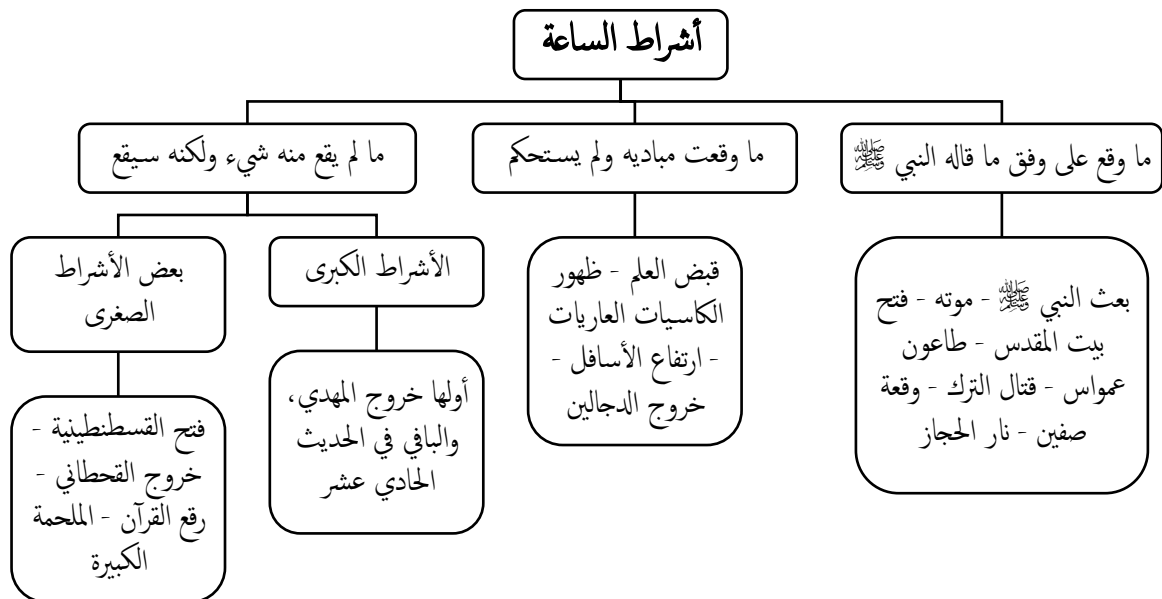 أشراط الساعة
ما وقع على وفق ما قاله النبي ﷺ
ما وقعت مباديه ولم يستحكم
ما لم يقع منه شيء ولكنه سيقع
بعث النبي ﷺ - موته - فتح
بيت المقدس - طاعون
عمواس - قتال الترك - وقعة
صفين - نار الحجاز
قبض العلم - ظهور
الكاسيات العاريات
- ارتفاع الأسافل -
خروج الدجالين
الأشراط الكبرى
أولها خروج المهدي،
والباقي في الحديث
الحادي عشر
بعض الأشراط
الصغرى
فتح القسطنطينية -
خروج القحطاني -
رفع القرآن - الملحمة
الكبيرة